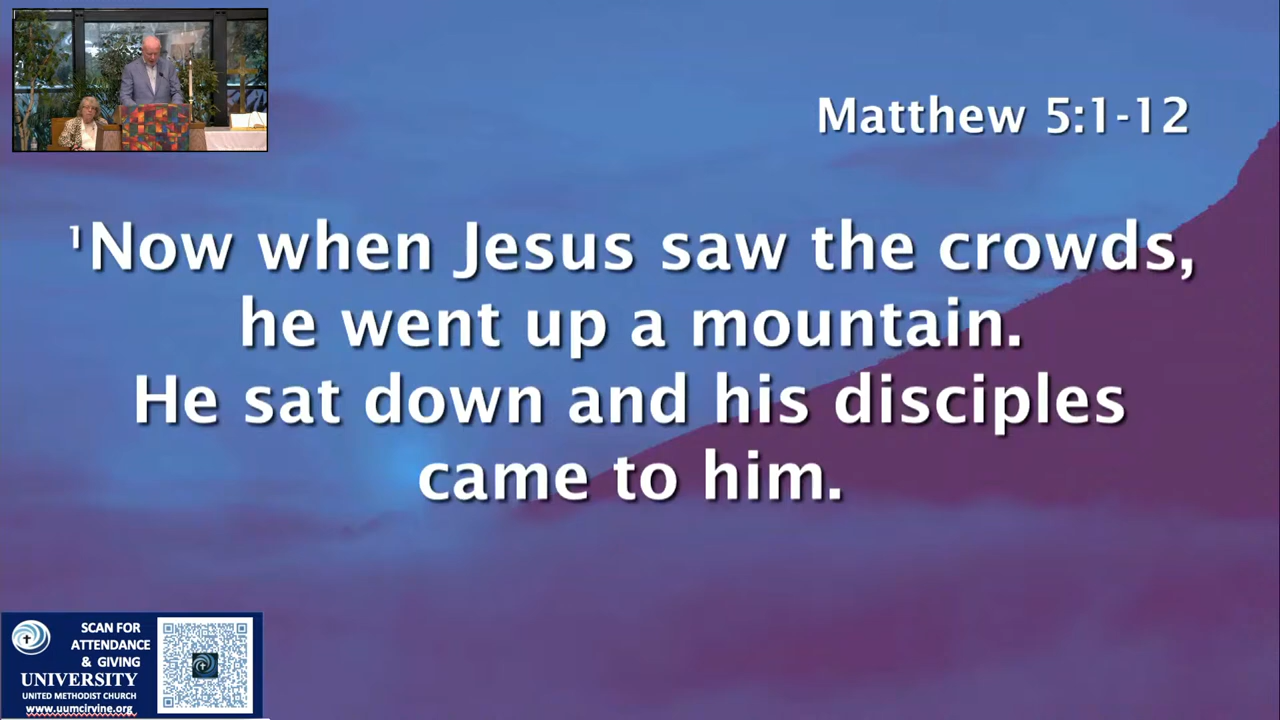 Matthew 5:1-12
¹Now when Jesus saw the crowds,
he went up a mountain.
He sat down and his disciples
came to him.
SCAN FOR
ATTENDANCE
& GIVING
UNIVERSITY
UNITED METHODIST CHURCH
www.uumcirvine.org